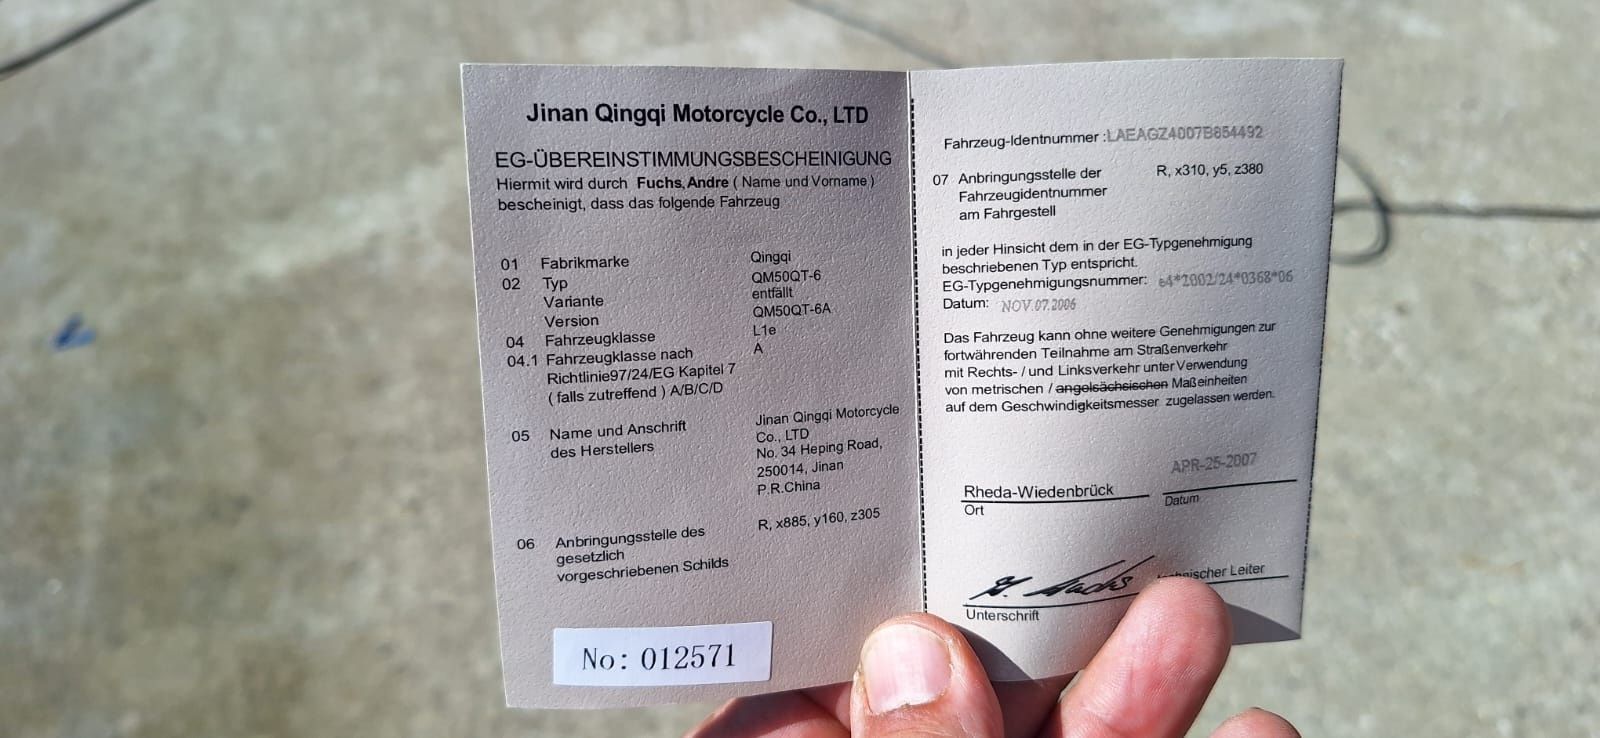 Jinan Qingqi Motorcycle Co., LTD
EG-ÜBEREINSTIMMUNGSBESCHEINIGUNG
Hiermit wird durch Fuchs, Andre ( Name und Vorname )
bescheinigt, dass das folgende Fahrzeug
01 Fabrikmarke Qingqi
02 Typ QM50QT-6
Variante entfällt
Version QM50QT-6A
04 Fahrzeugklasse L1e
04.1 Fahrzeugklasse nach A
Richtlinie97/24/EG Kapitel 7
( falls zutreffend ) A/B/C/D
05 Name und Anschrift Jinan Qingqi Motorcycle
des Herstellers Co., LTD
No. 34 Heping Road,
250014, Jinan
P.R.China
06 Anbringungsstelle des R, x885, y160, z305
gesetzlich
vorgeschriebenen Schilds
No: 012571
Fahrzeug-Identnummer :LAEAGZ4007B854492
07 Anbringungsstelle der R, x310, y5, z380
Fahrzeugidentnummer
am Fahrgestell
in jeder Hinsicht dem in der EG-Typgenehmigung
beschriebenen Typ entspricht.
EG-Typgenehmigungsnummer: e4*2002/24*0368*06
Datum: NOV.07.2006
Das Fahrzeug kann ohne weitere Genehmigungen zur
fortwährenden Teilnahme am Straßenverkehr
mit Rechts- / und Linksverkehr unter Verwendung
von metrischen / angelsächsischen Maßeinheiten
auf dem Geschwindigkeitsmesser zugelassen werden.
Rheda-Wiedenbrück APR-25-2007
Ort Datum
Leiter
Unterschrift